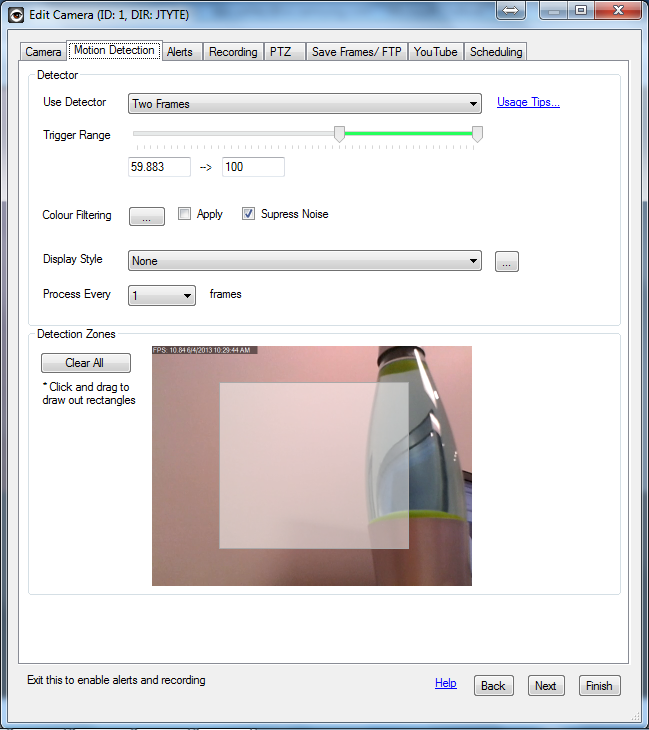 Edit Camera (ID: 1, DIR: JTYTE)
Camera Motion Detection Alerts Recording PTZ Save Frames/ FTP YouTube Scheduling
Detector
Use Detector Two Frames Usage Tips...
Trigger Range
59.883 --> 100
Colour Filtering ... Apply Supress Noise
Display Style None ...
Process Every 1 frames
Detection Zones
Clear All
FPS: 10.84 6/4/2013 10:29:44 AM
* Click and drag to
draw out rectangles
Exit this to enable alerts and recording
Help Back Next Finish